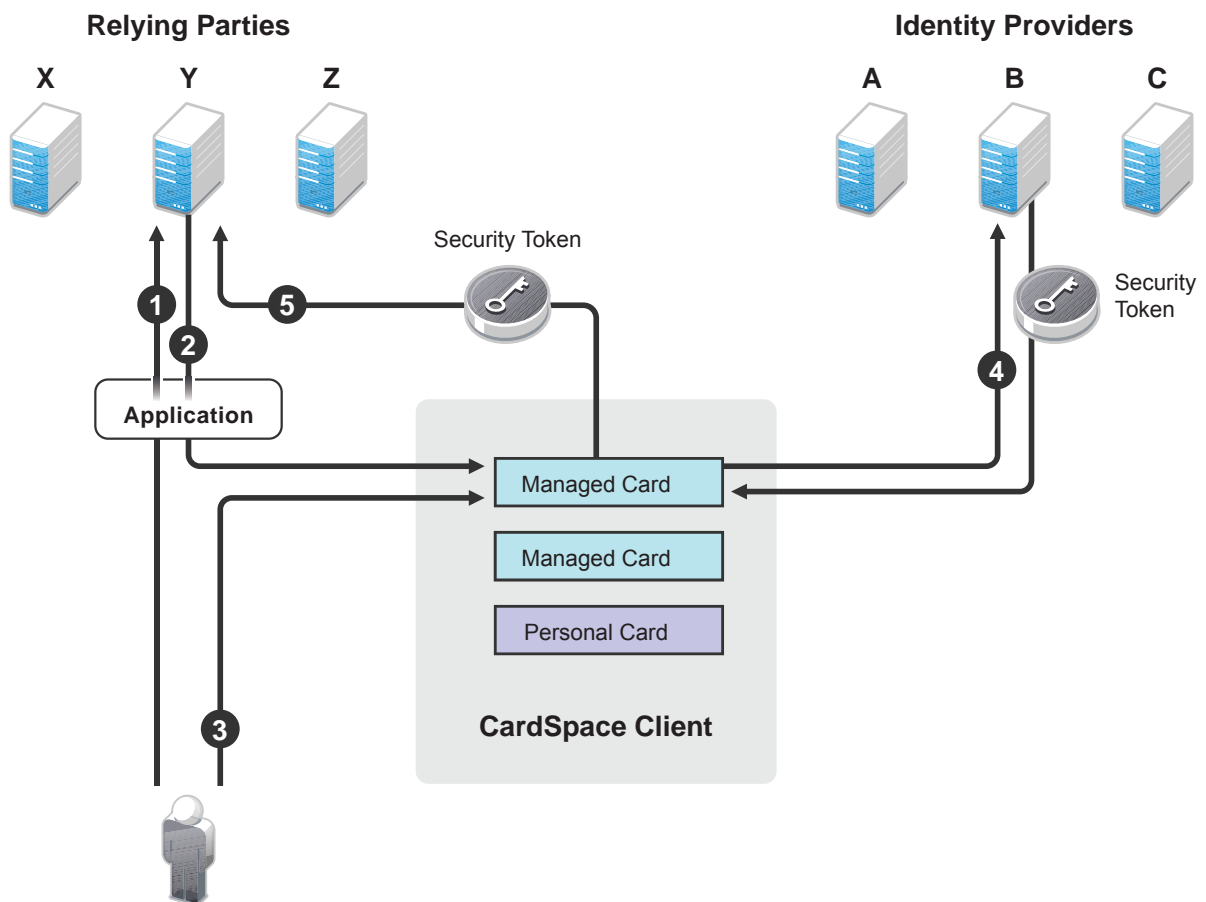 Relying Parties
Identity Providers
X
Y
Z
A
B
C
Security Token
Security
Token
1
5
2
4
Application
Managed Card
Managed Card
Personal Card
3
CardSpace Client